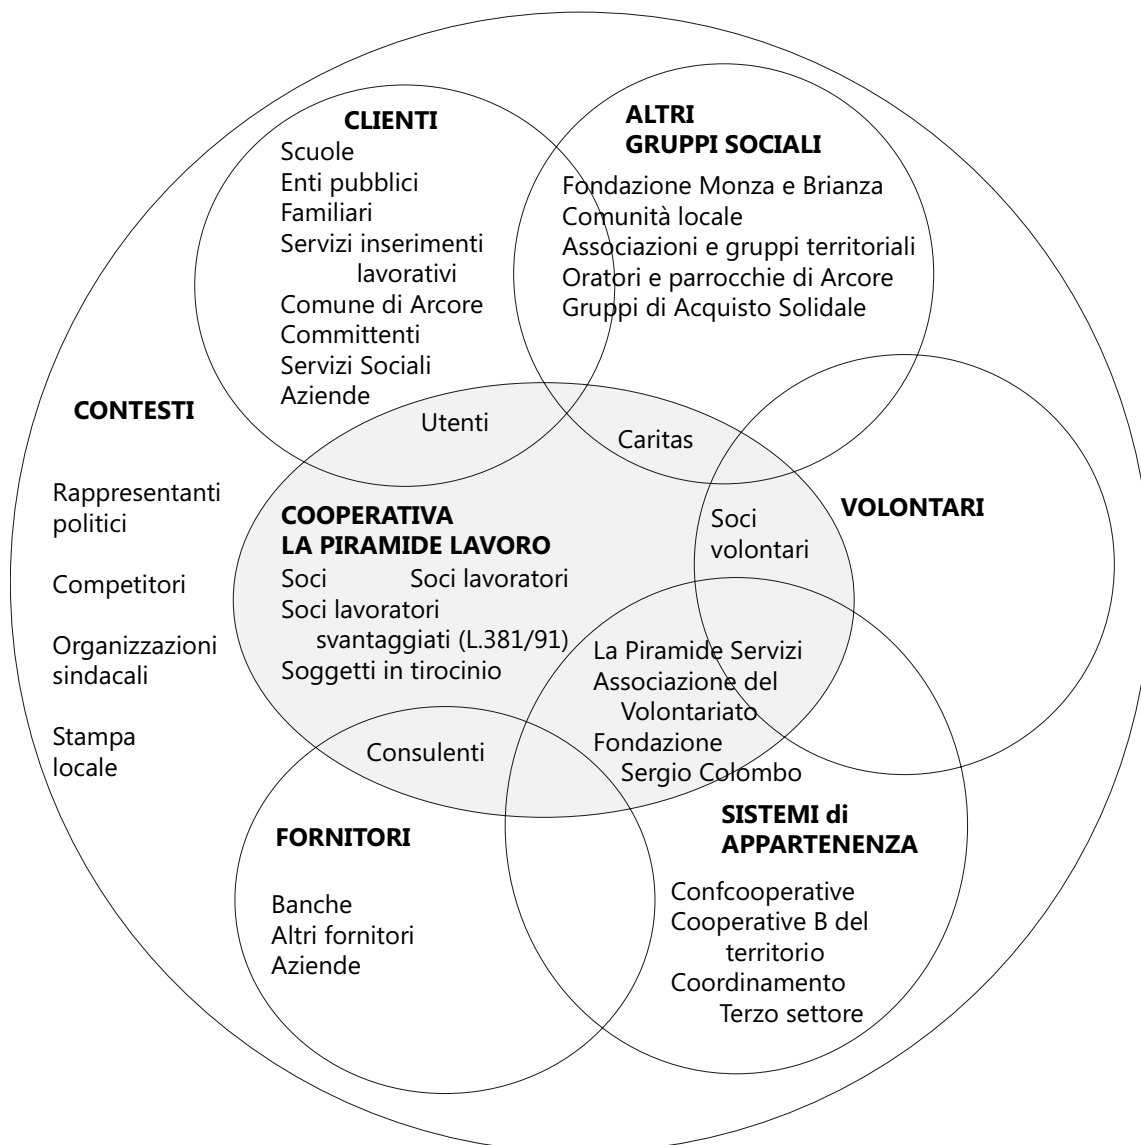 CLIENTI
Scuole
Enti pubblici
Familiari
Servizi inserimenti
lavorativi
Comune di Arcore
Committenti
Servizi Sociali
Aziende
ALTRI
GRUPPI SOCIALI
Fondazione Monza e Brianza
Comunità locale
Associazioni e gruppi territoriali
Oratori e parrocchie di Arcore
Gruppi di Acquisto Solidale
CONTESTI
Rappresentanti
politici
Competitori
Organizzazioni
sindacali
Stampa
locale
Utenti
Caritas
COOPERATIVA
LA PIRAMIDE LAVORO
Soci Soci lavoratori
Soci lavoratori
svantaggiati (L.381/91)
Soggetti in tirocinio
Soci
volontari
VOLONTARI
La Piramide Servizi
Associazione del
Volontariato
Fondazione
Sergio Colombo
Consulenti
FORNITORI
Banche
Altri fornitori
Aziende
SISTEMI di
APPARTENENZA
Confcooperative
Cooperative B del
territorio
Coordinamento
Terzo settore